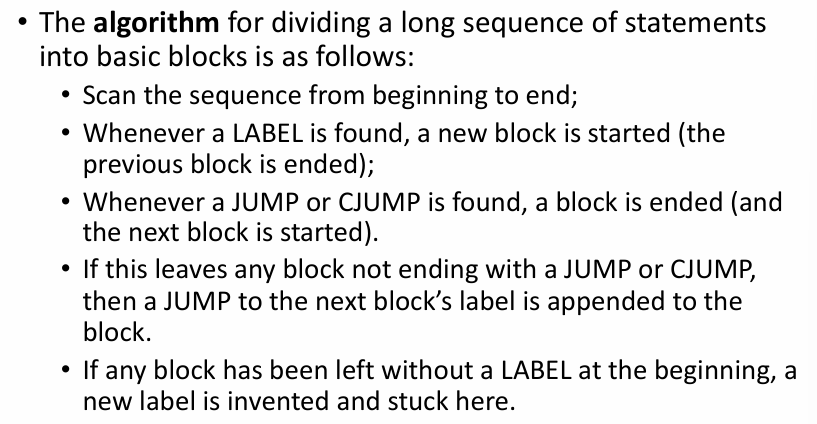 • The algorithm for dividing a long sequence of statements
into basic blocks is as follows:
• Scan the sequence from beginning to end;
• Whenever a LABEL is found, a new block is started (the
previous block is ended);
• Whenever a JUMP or CJUMP is found, a block is ended (and
the next block is started).
• If this leaves any block not ending with a JUMP or CJUMP,
then a JUMP to the next block’s label is appended to the
block.
• If any block has been left without a LABEL at the beginning, a
new label is invented and stuck here.